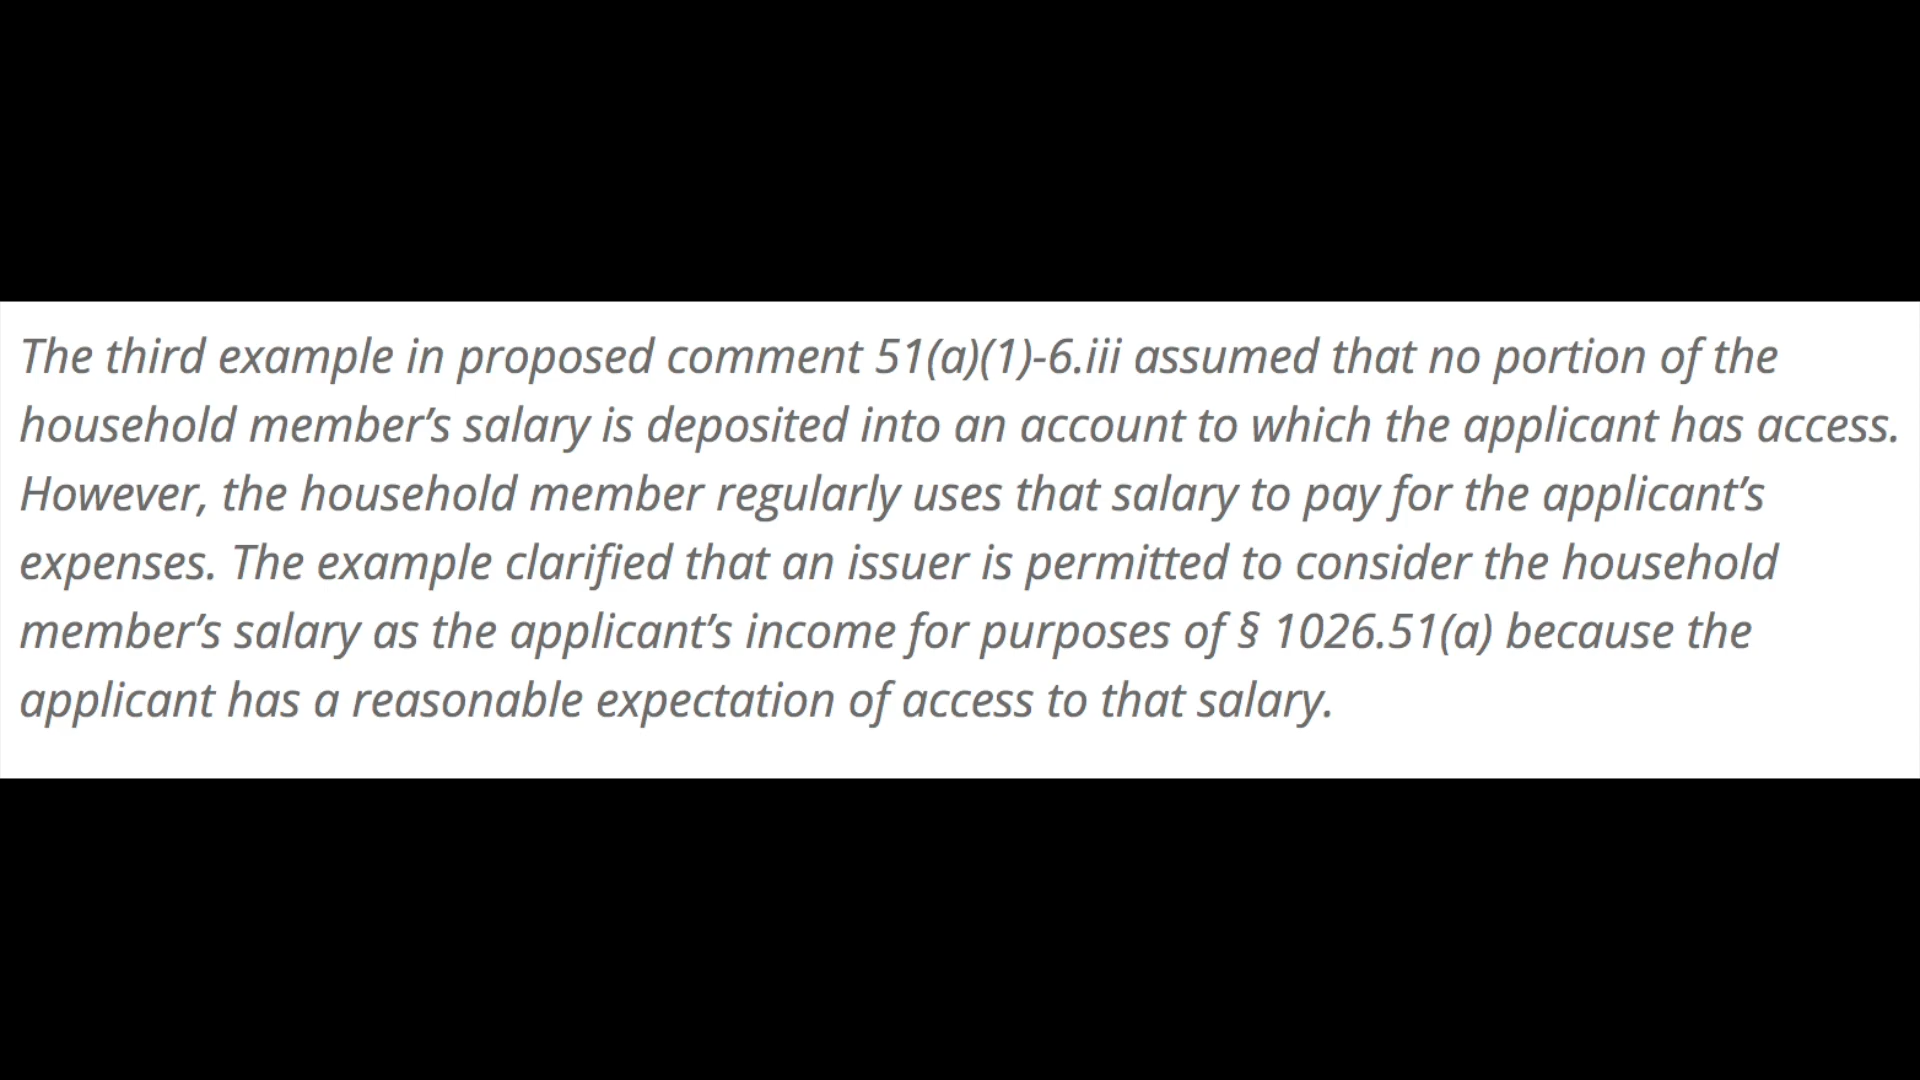 The third example in proposed comment 51(a)(1)-6.iii assumed that no portion of the
household member’s salary is deposited into an account to which the applicant has access.
However, the household member regularly uses that salary to pay for the applicant’s
expenses. The example clarified that an issuer is permitted to consider the household
member’s salary as the applicant’s income for purposes of § 1026.51(a) because the
applicant has a reasonable expectation of access to that salary.